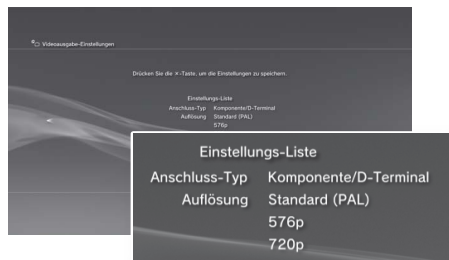 Videoausgabe-Einstellungen
Drücken Sie die ×-Taste, um die Einstellungen zu speichern.
Einstellungs-Liste
Anschluss-Typ Komponente/D-Terminal
Auflösung Standard (PAL)
576p
Einstellungs-Liste
Anschluss-Typ Komponente/D-Terminal
Auflösung Standard (PAL)
576p
720p